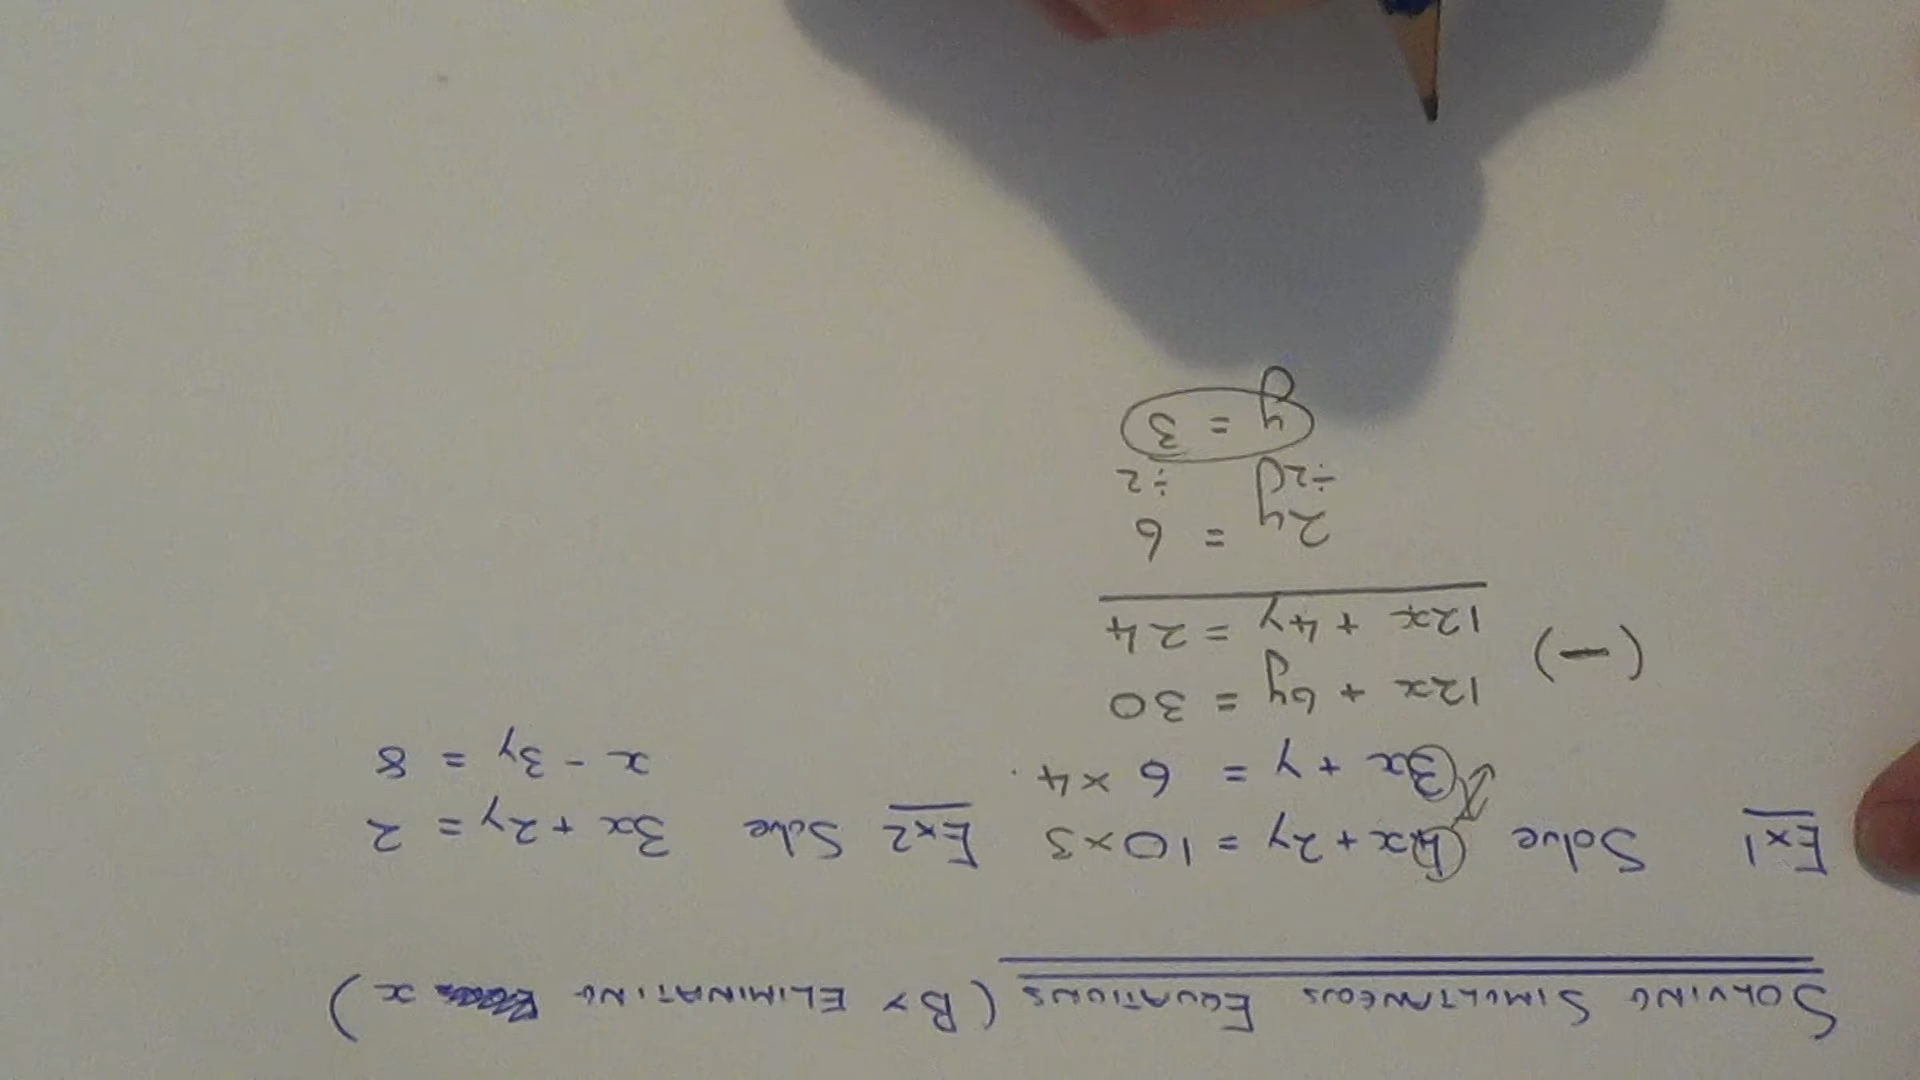 SOLVING SIMULTANEOUS EQUATIONS (BY ELIMINATING x)
Ex1 Solve 4x + 2y = 10 × 3
3x + y = 6 × 4
(-) 12x + 6y = 30
12x + 4y = 24
2y = 6
÷2 ÷2
y = 3
Ex2 Solve 3x + 2y = 2
x - 3y = 8